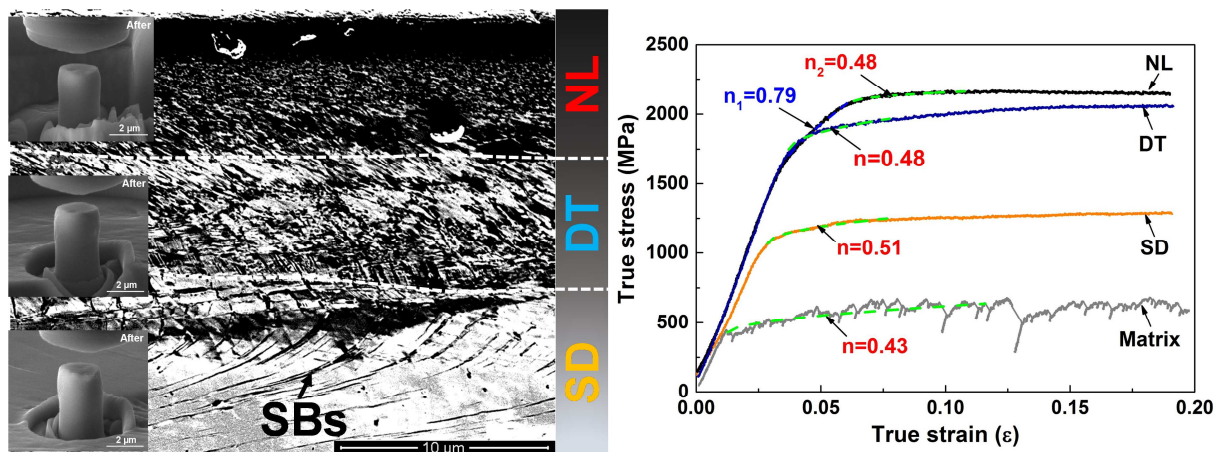 After
2 μm
After
2 μm
After
2 μm
SBs
10 μm
NL
DT
SD
True stress (MPa)
2500
2000
1500
1000
500
0
n₂=0.48
n₁=0.79
n=0.48
n=0.51
n=0.43
NL
DT
SD
Matrix
0.00
0.05
0.10
0.15
0.20
True strain (ε)